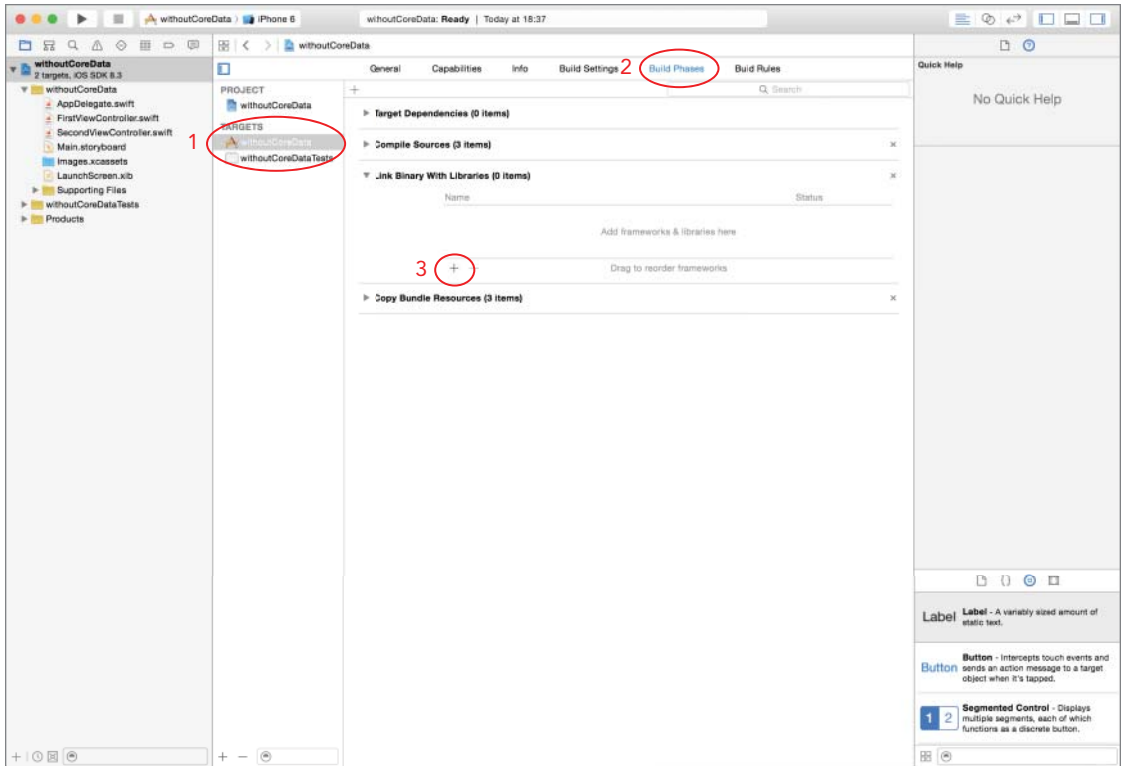 withoutCoreData iPhone 6
wihoutCoreData: Ready | Today at 18:37
withoutCoreData
withoutCoreData
2 targets, iOS SDK 8.3
withoutCoreData
AppDelegate.swift
FirstViewController.swift
SecondViewController.swift
Main.storyboard
Images.xcassets
LaunchScreen.xib
Supporting Files
withoutCoreDataTests
Products
General Capabilities Info Build Settings 2 Build Phases Buid Rules
PROJECT
withoutCoreData
TARGETS
1
withoutCoreData
withoutCoreDataTests
+ Search
Target Dependencies (0 items)
Compile Sources (3 items) ×
Link Binary With Libraries (0 items) ×
Name Status
Add frameworks & libraries here
3 + − Drag to reorder frameworks
Copy Bundle Resources (3 items) ×
Quick Help
No Quick Help
{}
Label Label - A variably sized amount of
static text.
Button Button - Intercepts touch events and
sends an action message to a target
object when it's tapped.
1 2 Segmented Control - Displays
multiple segments, each of which
functions as a discrete button.
+
+ −